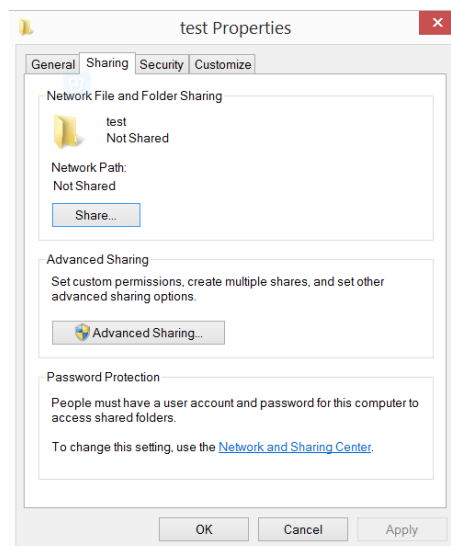 test Properties
General Sharing Security Customize
Network File and Folder Sharing
test
Not Shared
Network Path:
Not Shared
Share...
Advanced Sharing
Set custom permissions, create multiple shares, and set other
advanced sharing options.
Advanced Sharing...
Password Protection
People must have a user account and password for this computer to
access shared folders.
To change this setting, use the Network and Sharing Center.
OK Cancel Apply